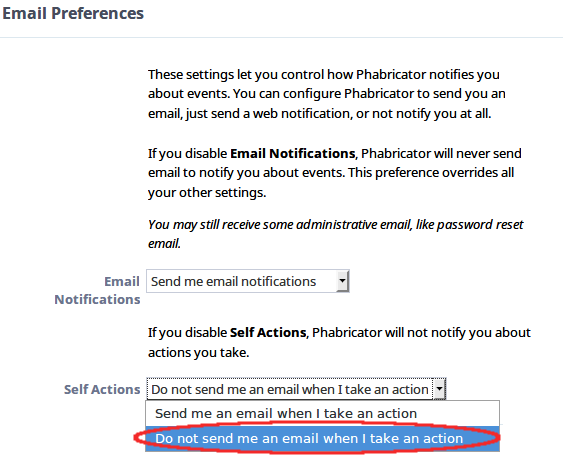 Email Preferences
These settings let you control how Phabricator notifies you
about events. You can configure Phabricator to send you an
email, just send a web notification, or not notify you at all.
If you disable Email Notifications, Phabricator will never send
email to notify you about events. This preference overrides all
your other settings.
You may still receive some administrative email, like password reset
email.
Email
Notifications
Send me email notifications
If you disable Self Actions, Phabricator will not notify you about
actions you take.
Self Actions
Do not send me an email when I take an action
Send me an email when I take an action
Do not send me an email when I take an action